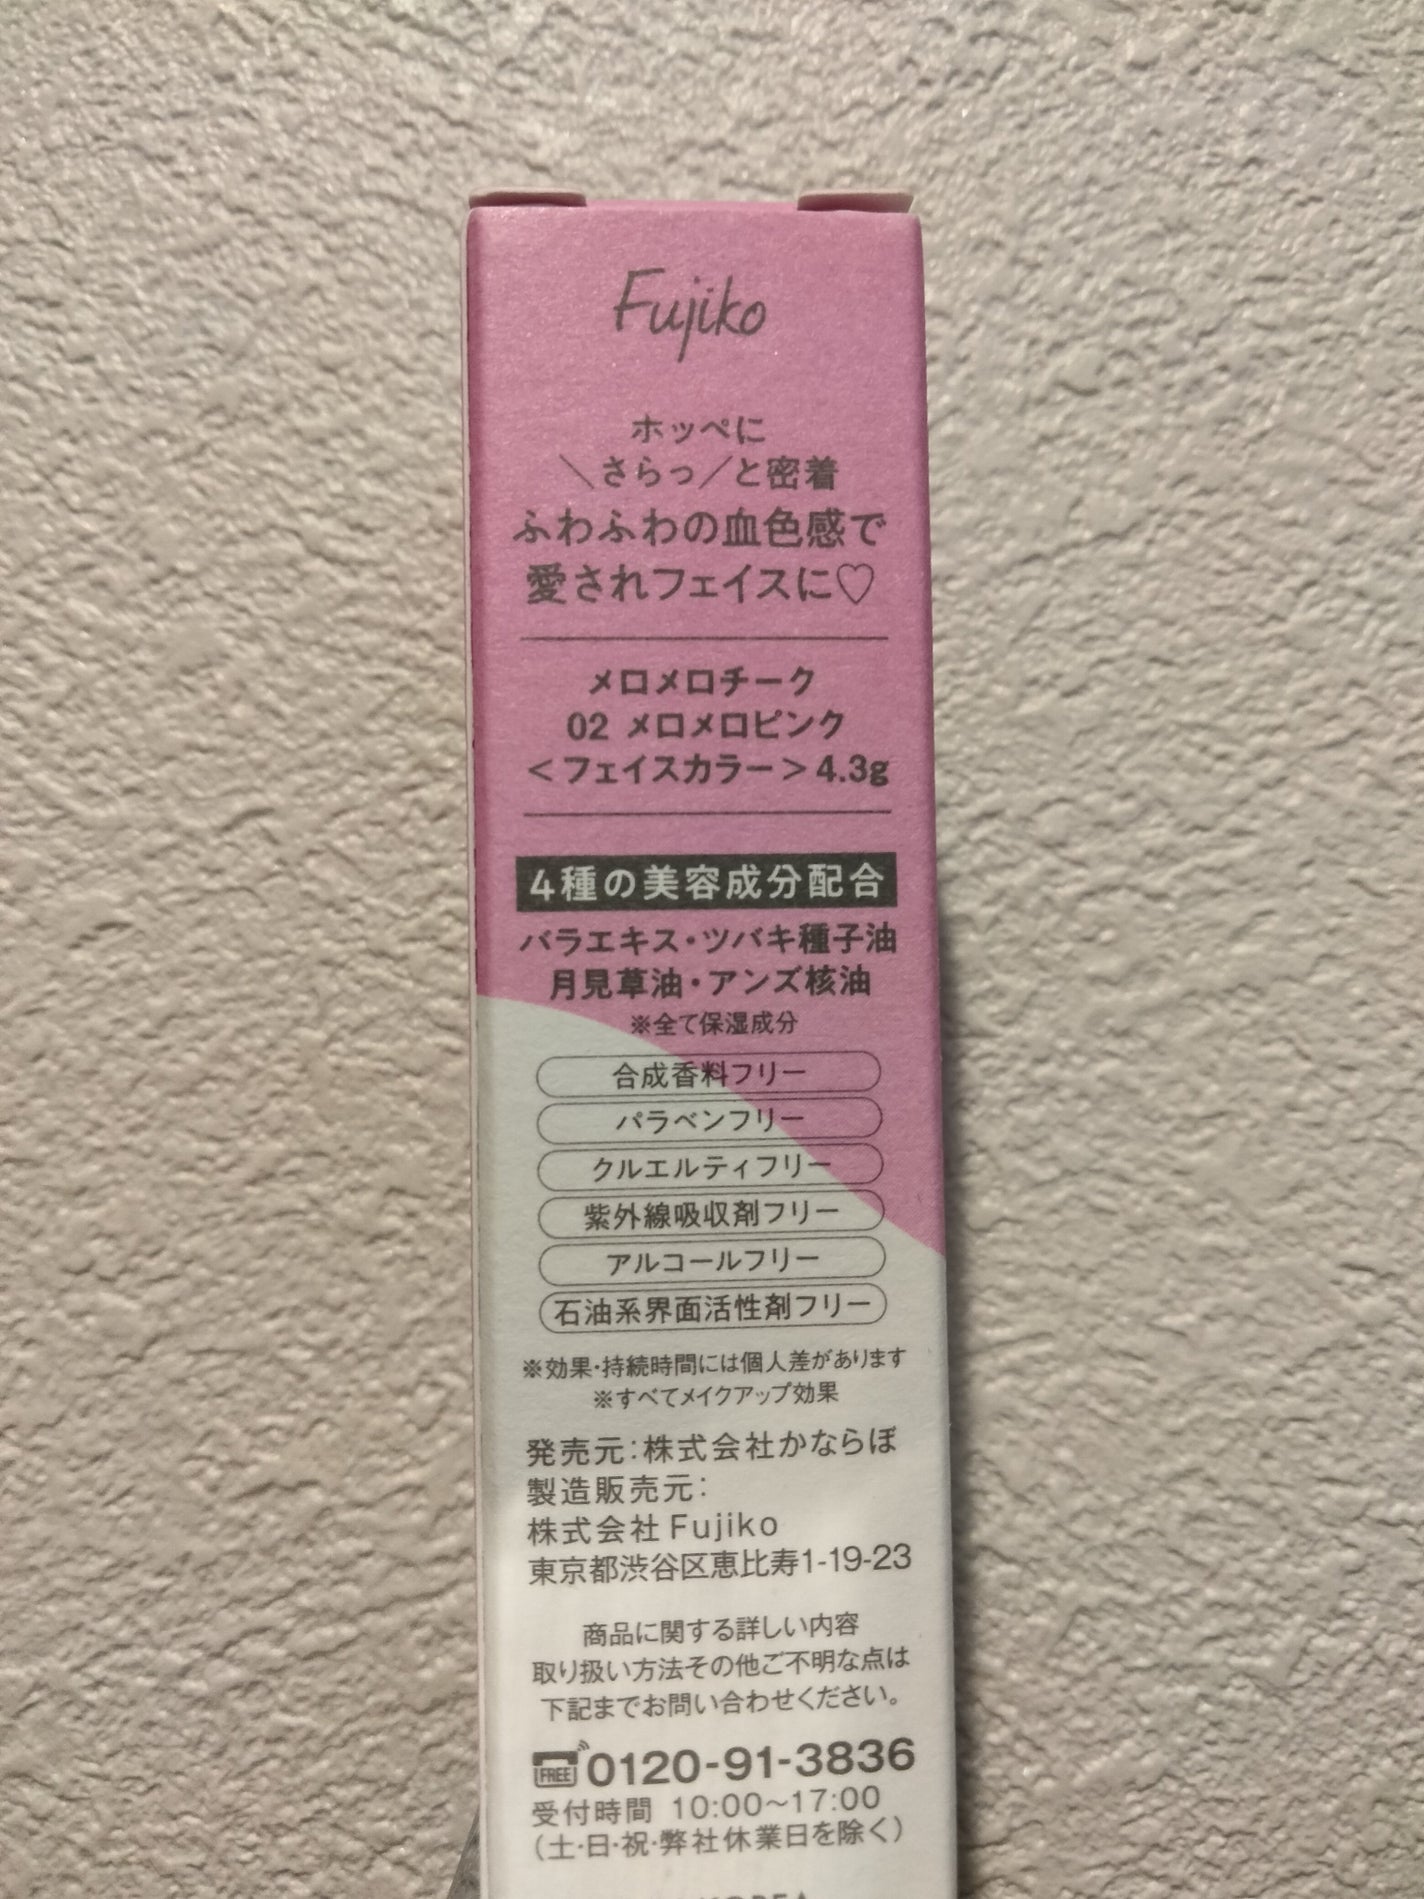 Fujiko
ホッペに
＼さらっ／と密着
ふわふわの血色感で
愛されフェイスに♡
メロメロチーク
02 メロメロピンク
＜フェイスカラー＞4.3g
4種の美容成分配合
バラエキス・ツバキ種子油
月見草油・アンズ核油
※全て保湿成分
合成香料フリー
パラベンフリー
クルエルティフリー
紫外線吸収剤フリー
アルコールフリー
石油系界面活性剤フリー
※効果・持続時間には個人差があります
※すべてメイクアップ効果
発売元：株式会社かならぼ
製造販売元：
株式会社Fujiko
東京都渋谷区恵比寿1-19-23
商品に関する詳しい内容
取り扱い方法その他ご不明な点は
下記までお問い合わせください。
FREE 0120-91-3836
受付時間 10:00～17:00
（土・日・祝・弊社休業日を除く）